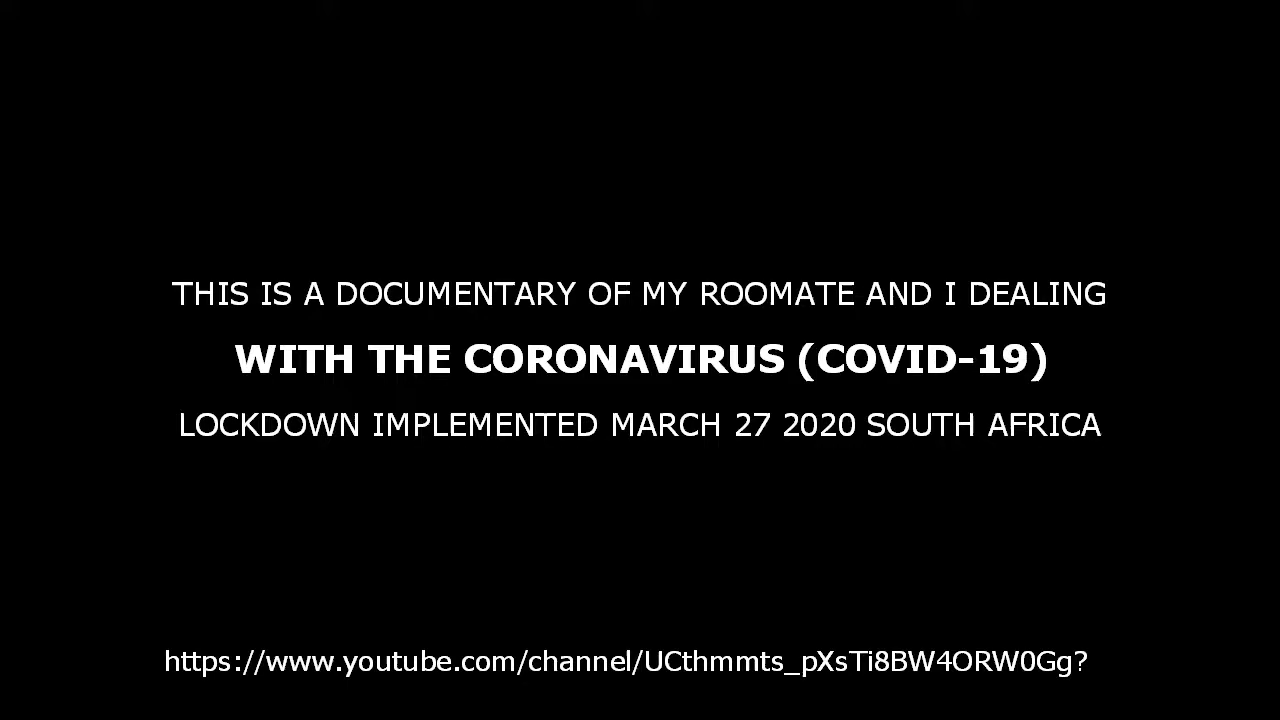 THIS IS A DOCUMENTARY OF MY ROOMATE AND I DEALING
WITH THE CORONAVIRUS (COVID-19)
LOCKDOWN IMPLEMENTED MARCH 27 2020 SOUTH AFRICA
https://www.youtube.com/channel/UCthmmts_pXsTi8BW4ORW0Gg?